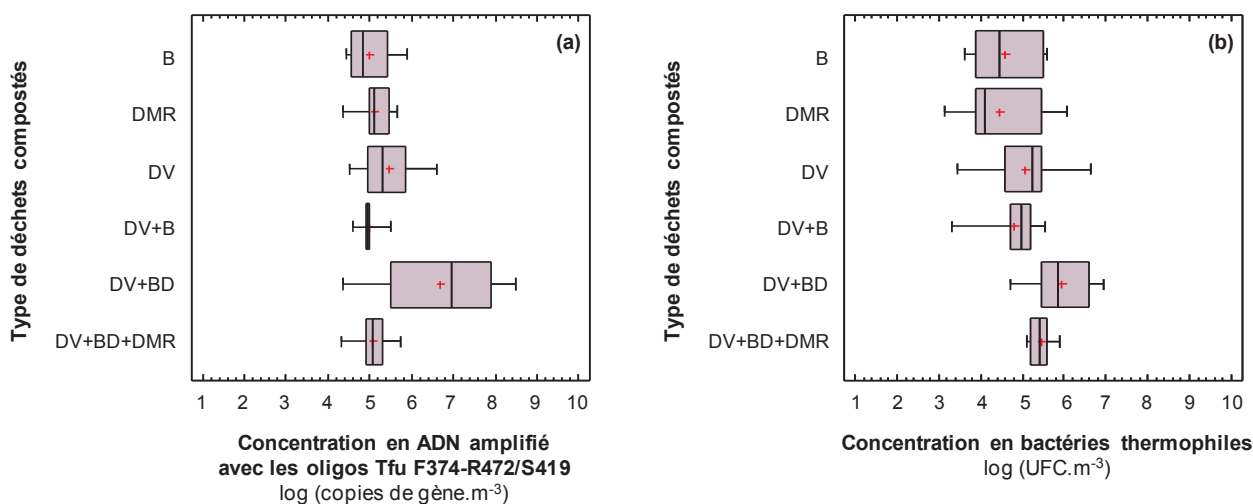 (a)
Type de déchets compostés
B
DMR
DV
DV+B
DV+BD
DV+BD+DMR
1 2 3 4 5 6 7 8 9 10
Concentration en ADN amplifié
avec les oligos Tfu F374-R472/S419
log (copies de gène.m-3)
(b)
Type de déchets compostés
B
DMR
DV
DV+B
DV+BD
DV+BD+DMR
1 2 3 4 5 6 7 8 9 10
Concentration en bactéries thermophiles
log (UFC.m-3)